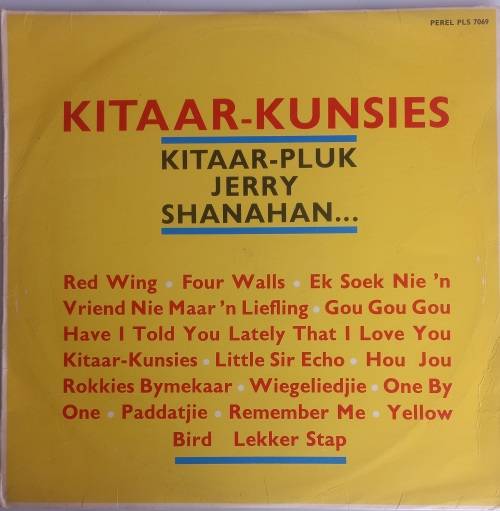 PEREL PLS 7069
KITAAR-KUNSIES
KITAAR-PLUK
JERRY
SHANAHAN...
Red Wing • Four Walls • Ek Soek Nie 'n
Vriend Nie Maar 'n Liefling • Gou Gou Gou
Have I Told You Lately That I Love You
Kitaar-Kunsies • Little Sir Echo • Hou Jou
Rokkies Bymekaar • Wiegeliedjie • One By
One • Paddatjie • Remember Me • Yellow
Bird Lekker Stap